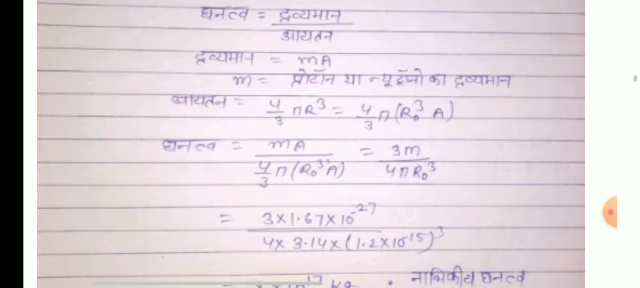 घनत्व = द्रव्यमान / आयतन
द्रव्यमान = mA
m = प्रोटॉन या न्यूट्रॉनो का द्रव्यमान
आयतन = 4/3 πR³ = 4/3 π(R₀³ A)
घनत्व = mA / 4/3 π(R₀³A) = 3m / 4πR₀³
= 3×1.67×10⁻²⁷ / 4×3.14×(1.2×10⁻¹⁵)³
नाभिकीय घनत्व